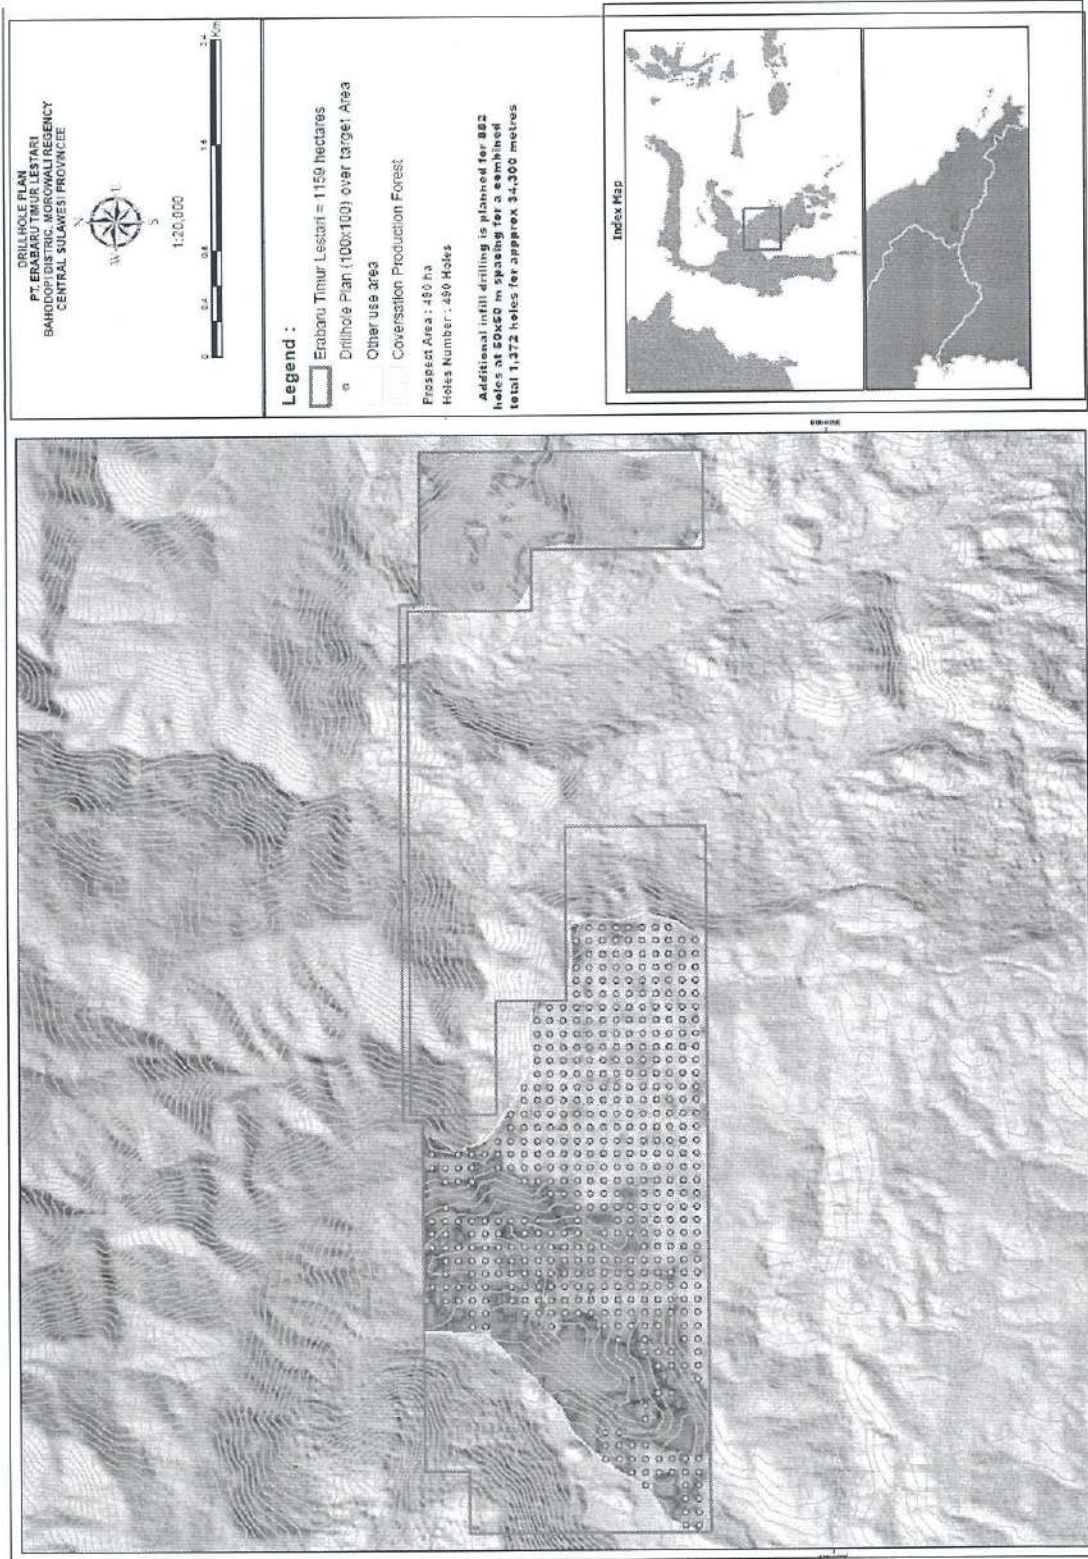 DRILLHOLE PLAN
PT. ERABARU TIMUR LESTARI
BAHODOPI DISTRIC, MOROWALI REGENCY
CENTRAL SULAWESI PROVINCEE
N
W
U
S
1:20,000
0 0.4 0.8 1.6 2.4
Km
Legend :
Erabaru Timur Lestari = 1159 hectares
Drillhole Plan (100x100) over target Area
Other use area
Coversation Production Forest
Prospect Area : 490 ha
Holes Number : 490 Holes
Additional infill drilling is planned for 882
holes at 50x50 m spacing for a combined
total 1,372 holes for approx 34,300 metres
Index Map